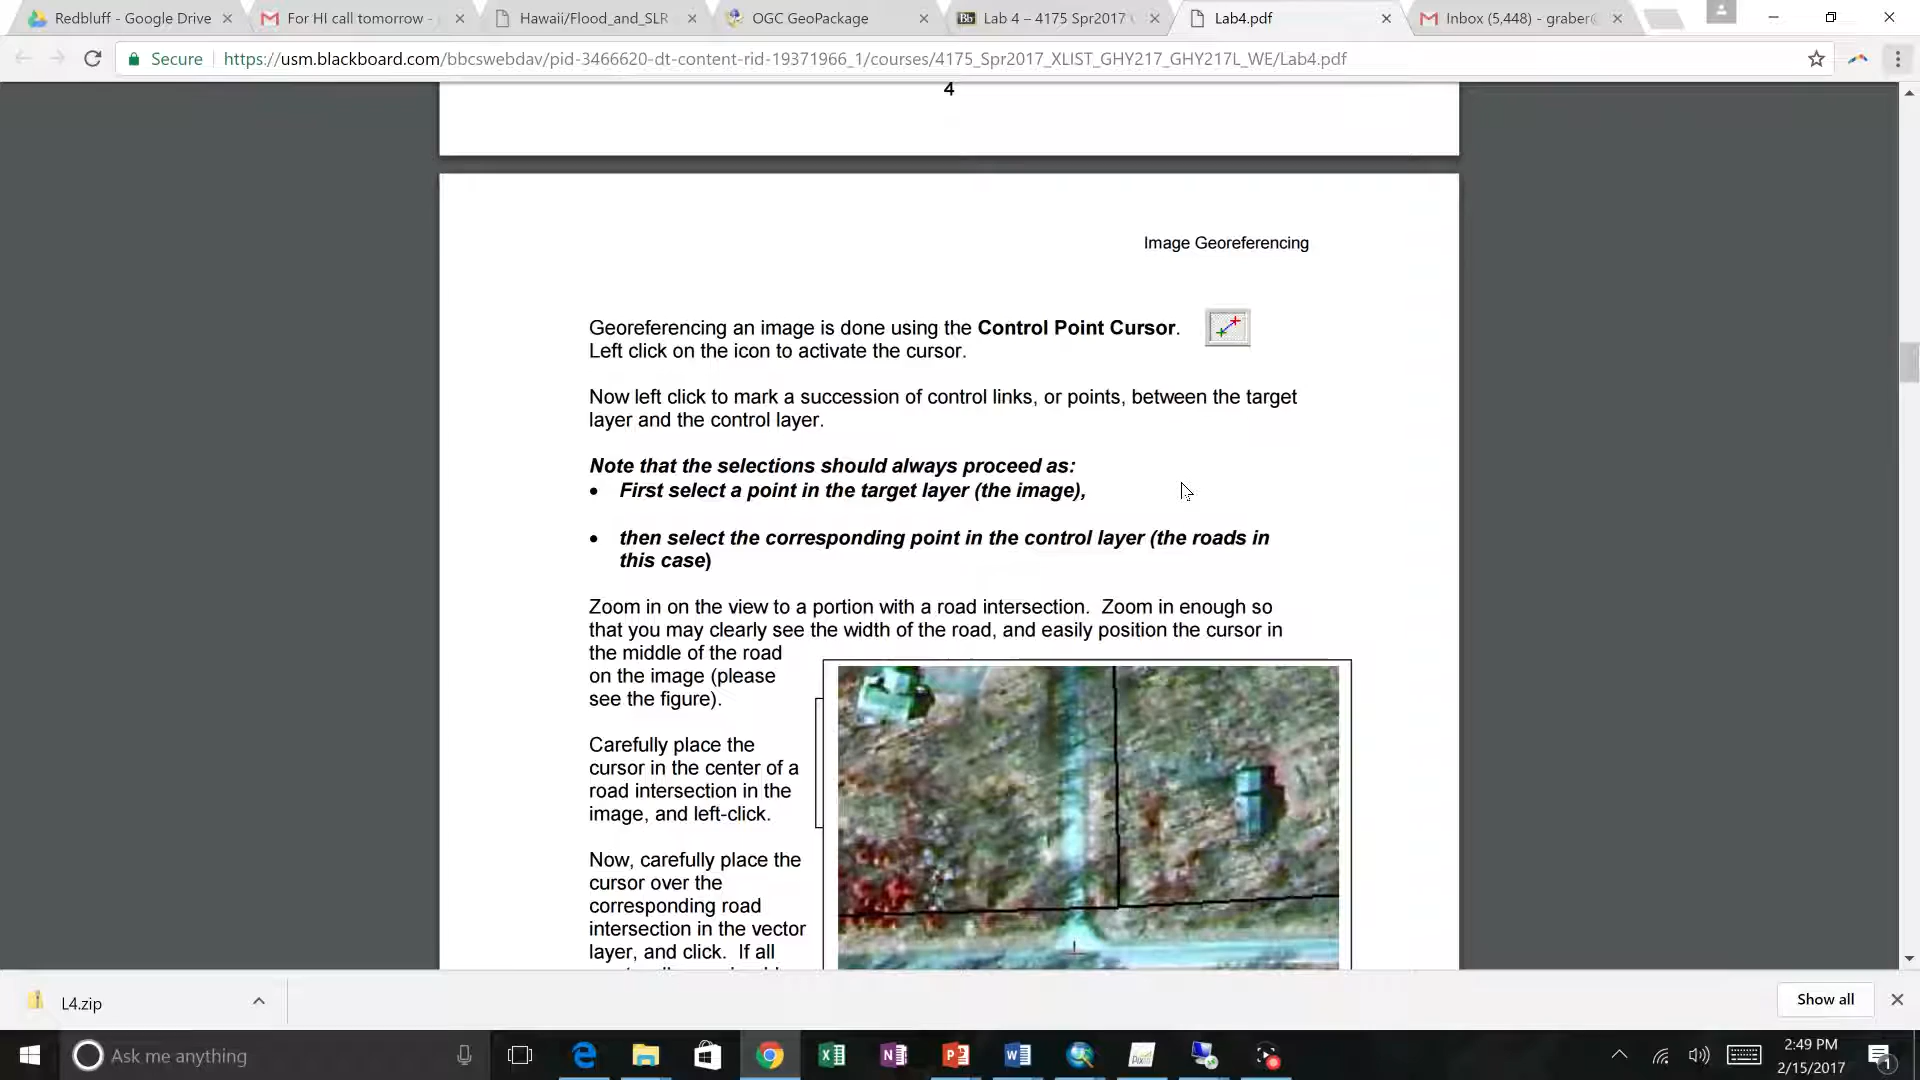 Redbluff - Google Drive
For HI call tomorrow -
Hawaii/Flood_and_SLR
OGC GeoPackage
Lab 4 – 4175 Spr2017
Lab4.pdf
Inbox (5,448) - graber@
Secure
https://usm.blackboard.com/bbcswebdav/pid-3466620-dt-content-rid-19371966_1/courses/4175_Spr2017_XLIST_GHY217_GHY217L_WE/Lab4.pdf
4
Image Georeferencing
Georeferencing an image is done using the Control Point Cursor.
Left click on the icon to activate the cursor.
Now left click to mark a succession of control links, or points, between the target
layer and the control layer.
Note that the selections should always proceed as:
• First select a point in the target layer (the image),
• then select the corresponding point in the control layer (the roads in
this case)
Zoom in on the view to a portion with a road intersection. Zoom in enough so
that you may clearly see the width of the road, and easily position the cursor in
the middle of the road
on the image (please
see the figure).
Carefully place the
cursor in the center of a
road intersection in the
image, and left-click.
Now, carefully place the
cursor over the
corresponding road
intersection in the vector
layer, and click. If all
L4.zip
Show all
Ask me anything
2:49 PM
2/15/2017
1